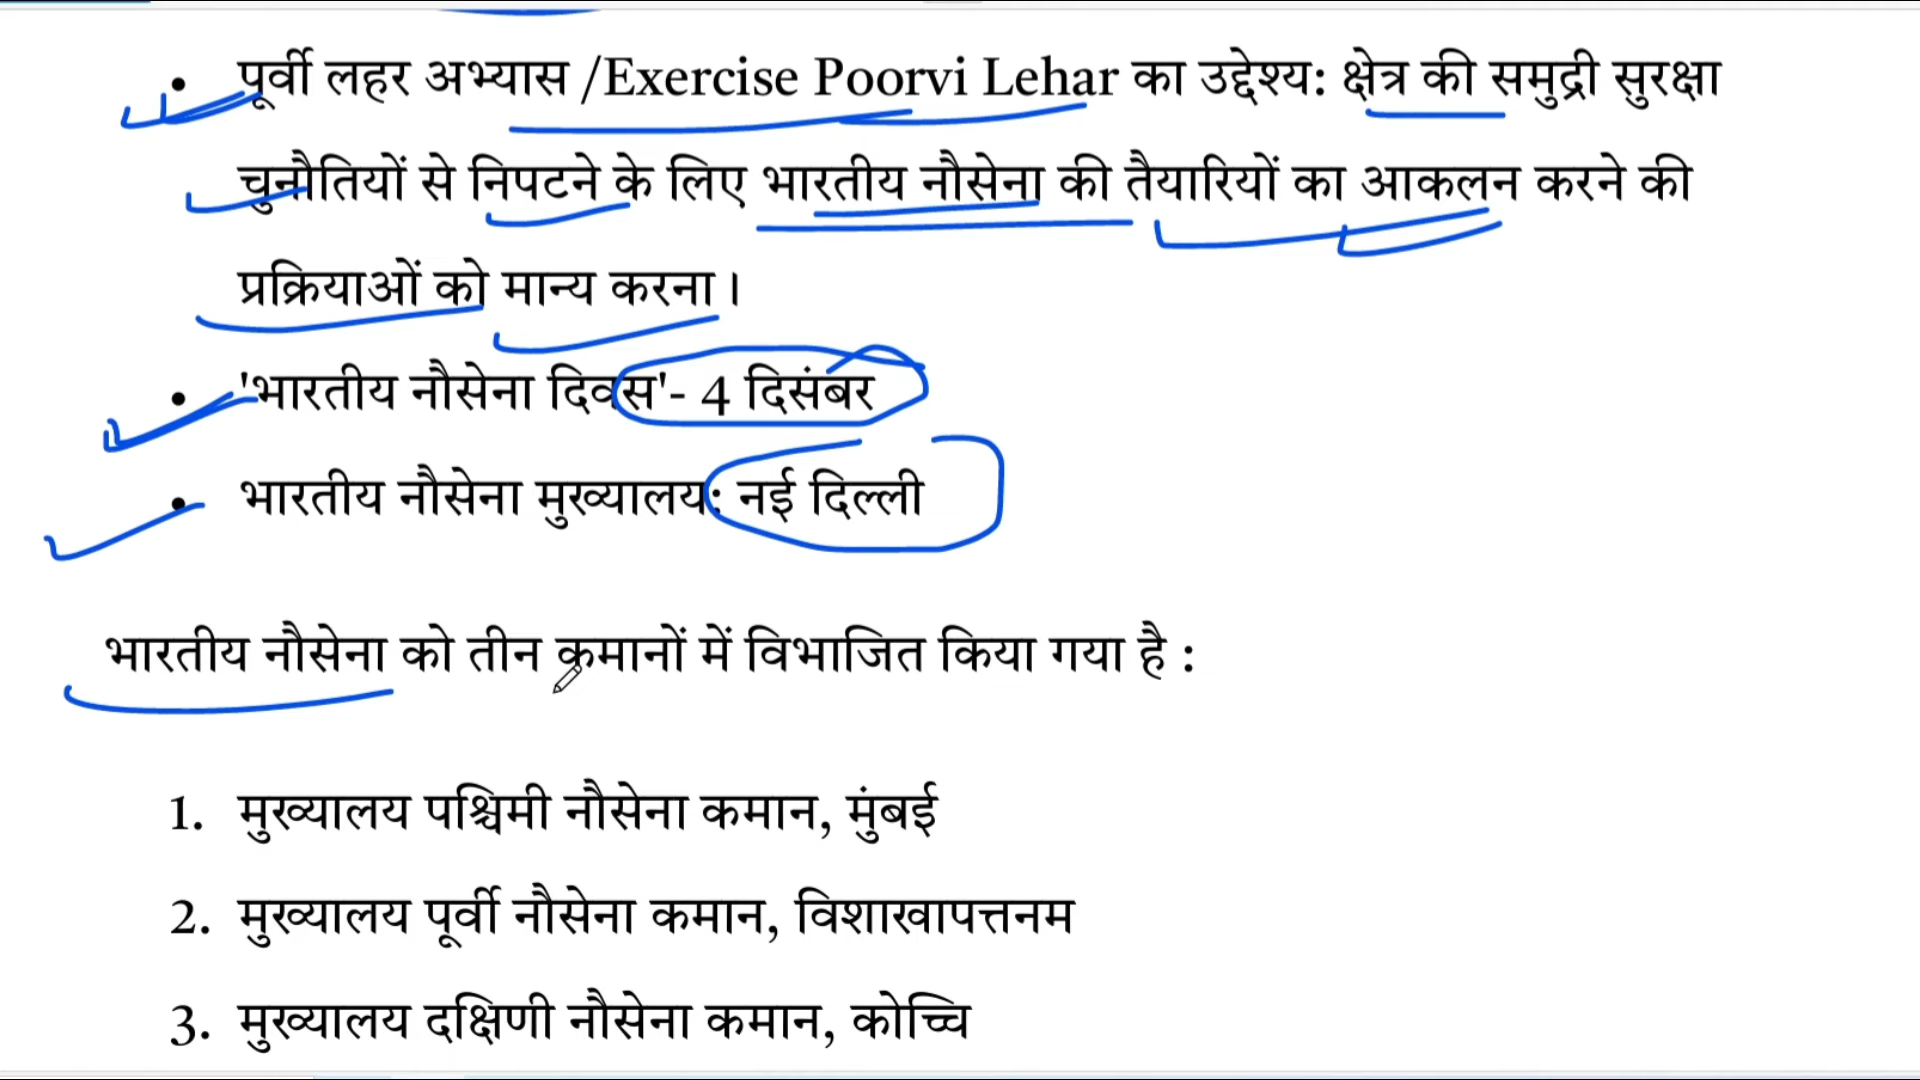 • पूर्वी लहर अभ्यास /Exercise Poorvi Lehar का उद्देश्य: क्षेत्र की समुद्री सुरक्षा
चुनौतियों से निपटने के लिए भारतीय नौसेना की तैयारियों का आकलन करने की
प्रक्रियाओं को मान्य करना।
• 'भारतीय नौसेना दिवस'- 4 दिसंबर
• भारतीय नौसेना मुख्यालय: नई दिल्ली
भारतीय नौसेना को तीन कमानों में विभाजित किया गया है :
1. मुख्यालय पश्चिमी नौसेना कमान, मुंबई
2. मुख्यालय पूर्वी नौसेना कमान, विशाखापत्तनम
3. मुख्यालय दक्षिणी नौसेना कमान, कोच्चि